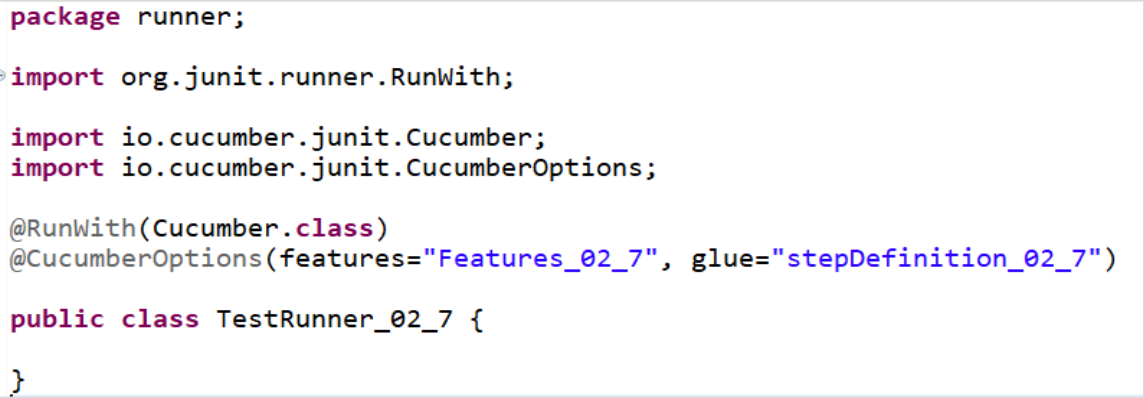 package runner;
import org.junit.runner.RunWith;
import io.cucumber.junit.Cucumber;
import io.cucumber.junit.CucumberOptions;
@RunWith(Cucumber.class)
@CucumberOptions(features="Features_02_7", glue="stepDefinition_02_7")
public class TestRunner_02_7 {
}